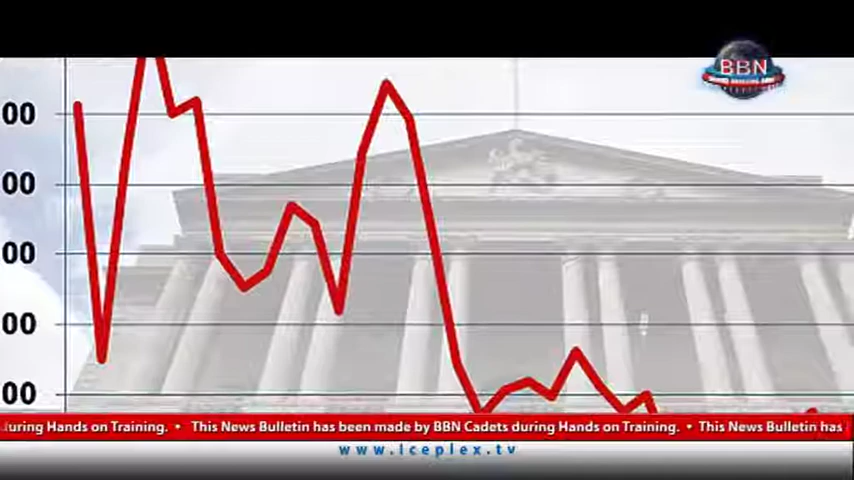 BBN
00
00
00
00
00
during Hands on Training. • This News Bulletin has been made by BBN Cadets during Hands on Training. • This News Bulletin has
www.iceplex.tv